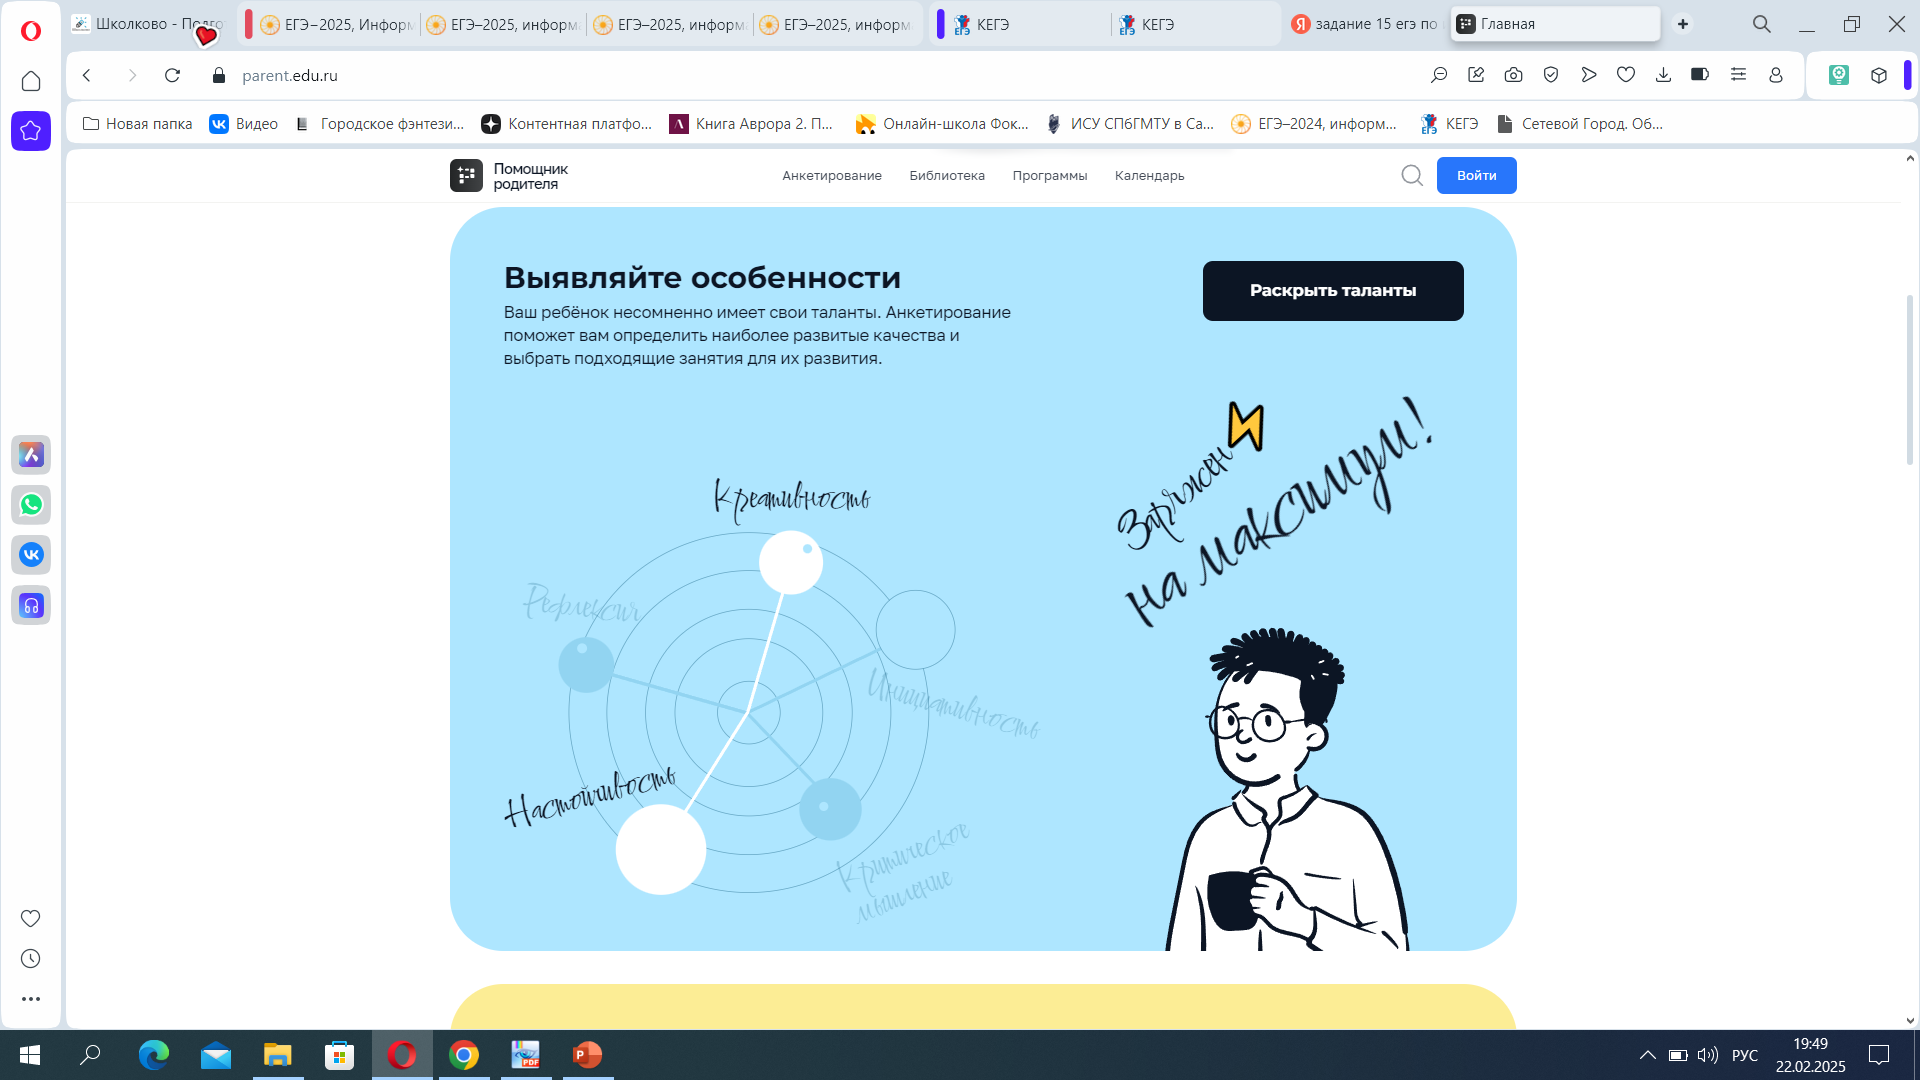 Школково - Подго
ЕГЭ–2025, Информ
ЕГЭ–2025, информ
ЕГЭ–2025, информ
ЕГЭ–2025, информ
КЕГЭ
КЕГЭ
задание 15 егэ по
Главная
parent.edu.ru
Новая папка
Видео
Городское фэнтези...
Контентная платфо...
Книга Аврора 2. П...
Онлайн-школа Фок...
ИСУ СПбГМТУ в Са...
ЕГЭ–2024, информ...
КЕГЭ
Сетевой Город. Об...
Помощник
родителя
Анкетирование
Библиотека
Программы
Календарь
Войти
Выявляйте особенности
Ваш ребёнок несомненно имеет свои таланты. Анкетирование
поможет вам определить наиболее развитые качества и
выбрать подходящие занятия для их развития.
Раскрыть таланты
Заряжен
на максимум!
Креативность
Рефлексия
Инициативность
Настойчивость
Критическое
мышление
19:49
РУС
22.02.2025